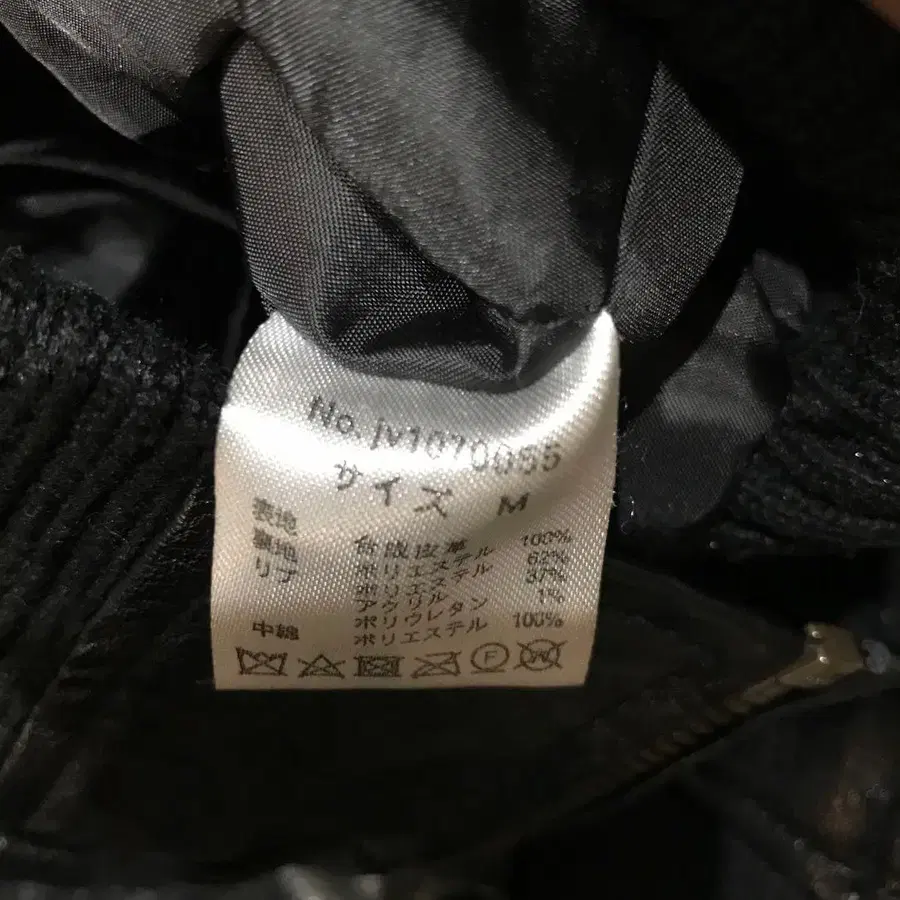 No. jv1070055
サイズ M
表地 合成皮革 100%
裏地 ポリエステル 62%
リブ ポリエステル 37%
アクリル 1%
ポリウレタン
中綿 ポリエステル 100%
F W